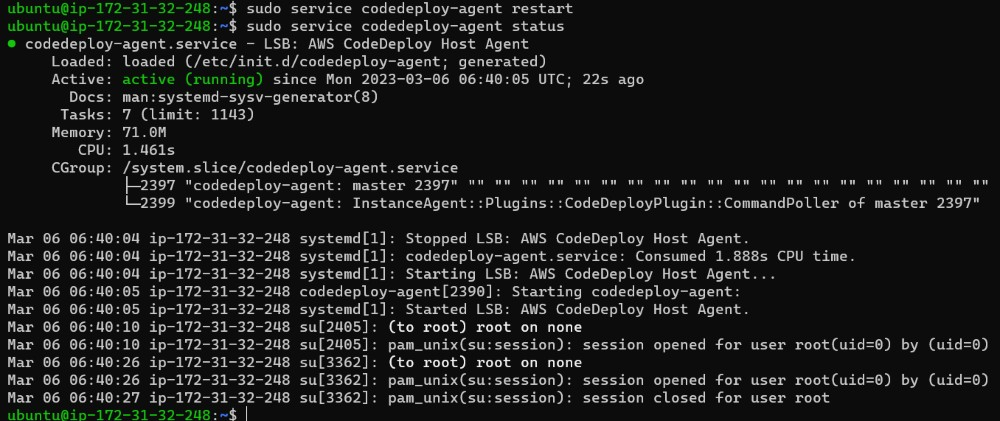 ubuntu@ip-172-31-32-248:~$ sudo service codedeploy-agent restart
ubuntu@ip-172-31-32-248:~$ sudo service codedeploy-agent status
● codedeploy-agent.service - LSB: AWS CodeDeploy Host Agent
Loaded: loaded (/etc/init.d/codedeploy-agent; generated)
Active: active (running) since Mon 2023-03-06 06:40:05 UTC; 22s ago
Docs: man:systemd-sysv-generator(8)
Tasks: 7 (limit: 1143)
Memory: 71.0M
CPU: 1.461s
CGroup: /system.slice/codedeploy-agent.service
├─2397 "codedeploy-agent: master 2397" "" "" "" "" "" "" "" "" "" "" "" "" "" "" "" "" "" "" "" ""
└─2399 "codedeploy-agent: InstanceAgent::Plugins::CodeDeployPlugin::CommandPoller of master 2397"
Mar 06 06:40:04 ip-172-31-32-248 systemd[1]: Stopped LSB: AWS CodeDeploy Host Agent.
Mar 06 06:40:04 ip-172-31-32-248 systemd[1]: codedeploy-agent.service: Consumed 1.888s CPU time.
Mar 06 06:40:04 ip-172-31-32-248 systemd[1]: Starting LSB: AWS CodeDeploy Host Agent...
Mar 06 06:40:05 ip-172-31-32-248 codedeploy-agent[2390]: Starting codedeploy-agent:
Mar 06 06:40:05 ip-172-31-32-248 systemd[1]: Started LSB: AWS CodeDeploy Host Agent.
Mar 06 06:40:10 ip-172-31-32-248 su[2405]: (to root) root on none
Mar 06 06:40:10 ip-172-31-32-248 su[2405]: pam_unix(su:session): session opened for user root(uid=0) by (uid=0)
Mar 06 06:40:26 ip-172-31-32-248 su[3362]: (to root) root on none
Mar 06 06:40:26 ip-172-31-32-248 su[3362]: pam_unix(su:session): session opened for user root(uid=0) by (uid=0)
Mar 06 06:40:27 ip-172-31-32-248 su[3362]: pam_unix(su:session): session closed for user root
ubuntu@ip-172-31-32-248:~$